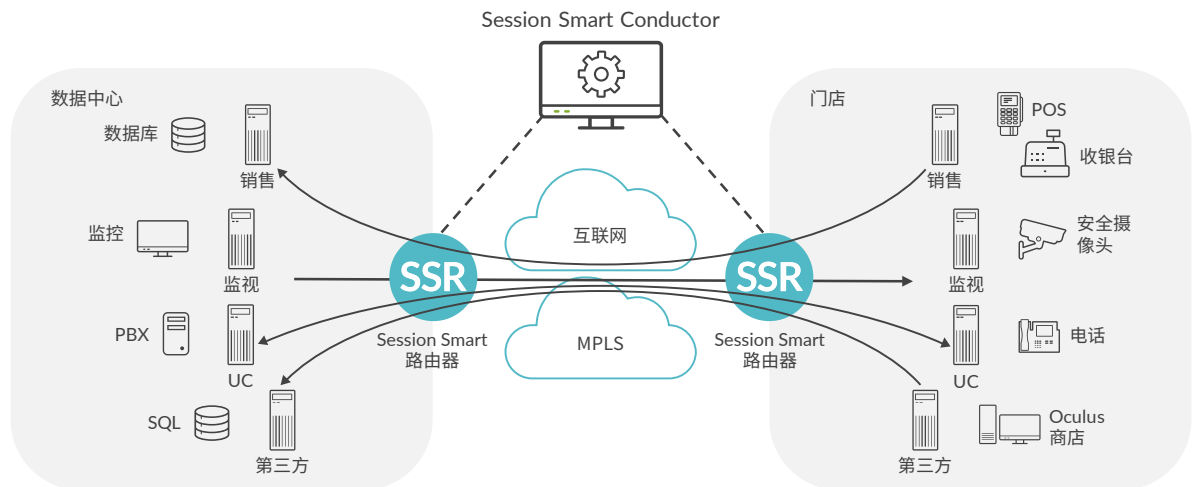 Session Smart Conductor
数据中心
数据库
销售
监控
监视
PBX
UC
SQL
第三方
SSR
Session Smart
路由器
互联网
MPLS
SSR
Session Smart
路由器
门店
销售
POS
收银台
监视
安全摄
像头
UC
电话
第三方
Oculus
商店